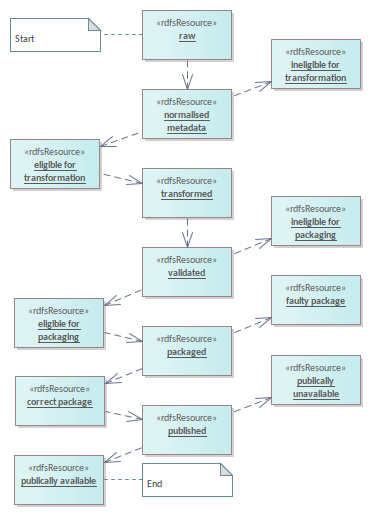 Start
«rdfsResource»
raw
«rdfsResource»
ineligible for
transformation
«rdfsResource»
normalised
metadata
«rdfsResource»
eligible for
transformation
«rdfsResource»
transformed
«rdfsResource»
ineligible for
packaging
«rdfsResource»
validated
«rdfsResource»
faulty package
«rdfsResource»
eligible for
packaging
«rdfsResource»
packaged
«rdfsResource»
publically
unavailable
«rdfsResource»
correct package
«rdfsResource»
published
«rdfsResource»
publically available
End